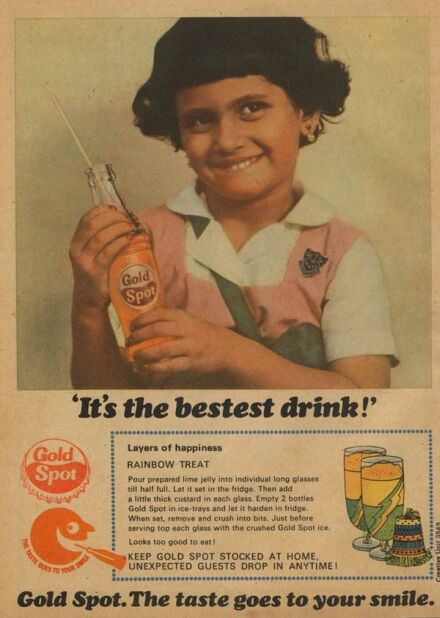 Gold
Spot
'It's the bestest drink!'
Gold
Spot
THE TASTE GOES TO YOUR SMILE
Layers of happiness
RAINBOW TREAT
Pour prepared lime jelly into individual long glasses
till half full. Let it set in the fridge. Then add
a little thick custard in each glass. Empty 2 bottles
Gold Spot in ice-trays and let it harden in fridge.
When set, remove and crush into bits. Just before
serving top each glass with the crushed Gold Spot ice.
Looks too good to eat!
KEEP GOLD SPOT STOCKED AT HOME,
UNEXPECTED GUESTS DROP IN ANYTIME!
Gold Spot. The taste goes to your smile.